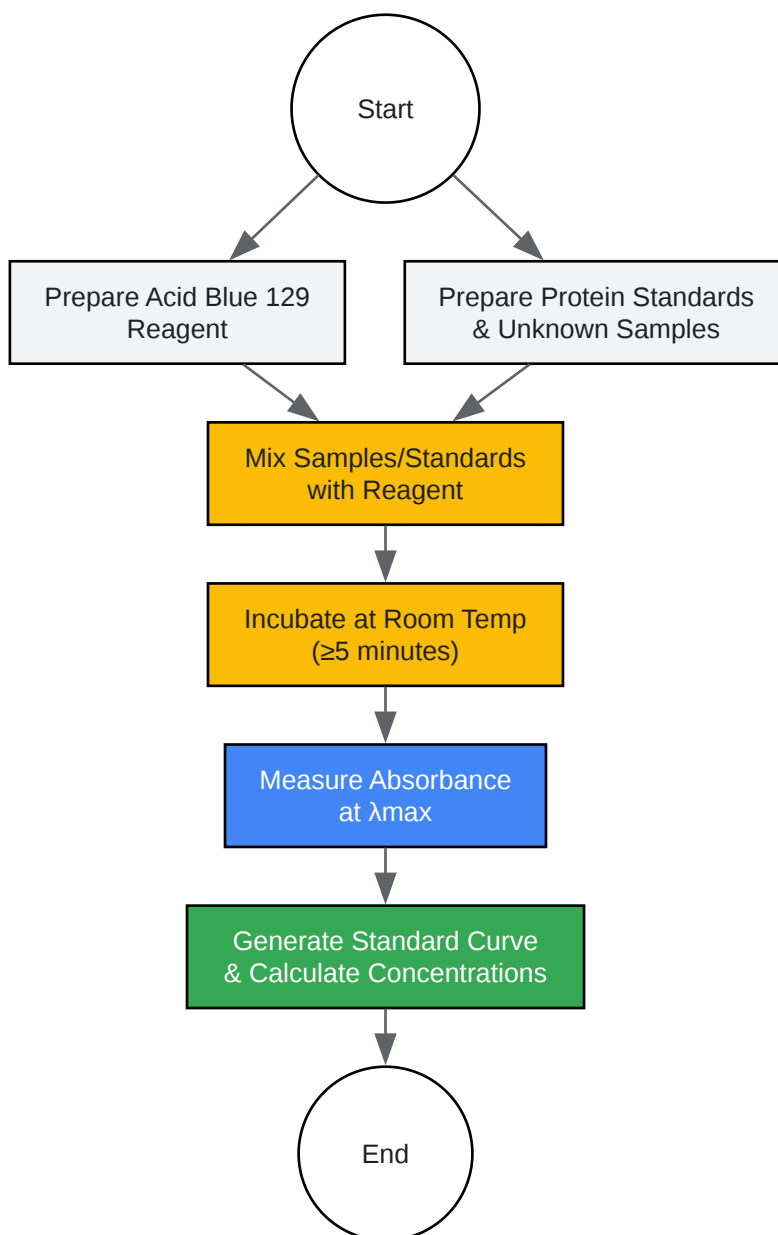 Start
Prepare Acid Blue 129
Reagent
Prepare Protein Standards
& Unknown Samples
Mix Samples/Standards
with Reagent
Incubate at Room Temp
(≥5 minutes)
Measure Absorbance
at λmax
Generate Standard Curve
& Calculate Concentrations
End